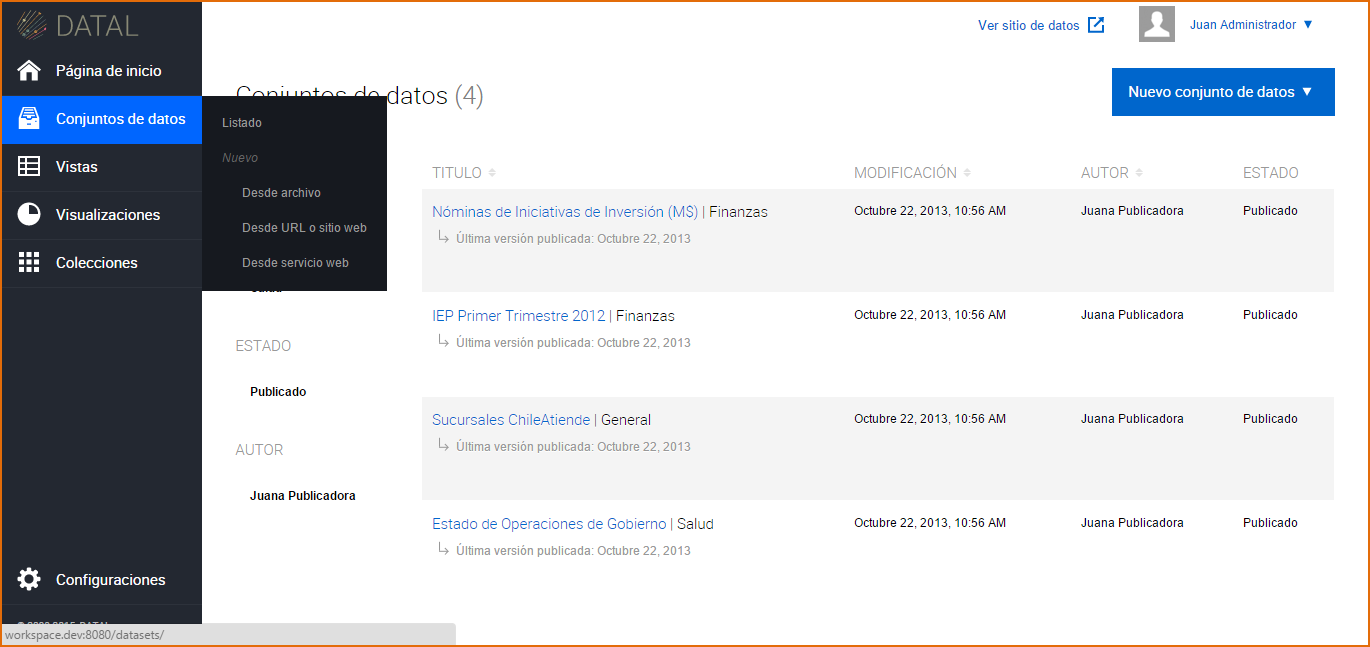 DATAL
Ver sitio de datos
Juan Administrador ▼
Página de inicio
Conjuntos de datos
Vistas
Visualizaciones
Colecciones
Configuraciones
Listado
Nuevo
Desde archivo
Desde URL o sitio web
Desde servicio web
Conjuntos de datos (4)
Nuevo conjunto de datos ▼
ESTADO
Publicado
AUTOR
Juana Publicadora
TITULO MODIFICACIÓN AUTOR ESTADO
Nóminas de Iniciativas de Inversión (M$) | Finanzas Octubre 22, 2013, 10:56 AM Juana Publicadora Publicado
Última versión publicada: Octubre 22, 2013
IEP Primer Trimestre 2012 | Finanzas Octubre 22, 2013, 10:56 AM Juana Publicadora Publicado
Última versión publicada: Octubre 22, 2013
Sucursales ChileAtiende | General Octubre 22, 2013, 10:56 AM Juana Publicadora Publicado
Última versión publicada: Octubre 22, 2013
Estado de Operaciones de Gobierno | Salud Octubre 22, 2013, 10:56 AM Juana Publicadora Publicado
Última versión publicada: Octubre 22, 2013
workspace.dev:8080/datasets/